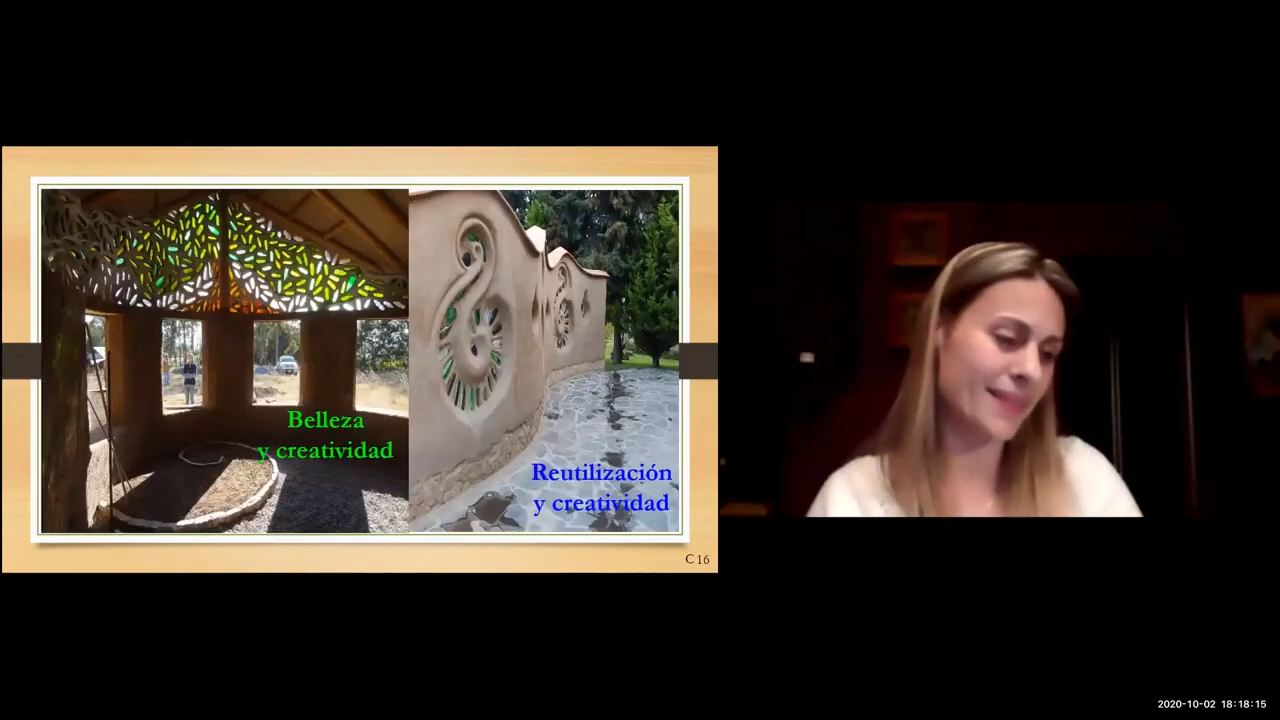 Belleza
y creatividad
Reutilización
y creatividad
C 16
2020-10-02 18:18:15